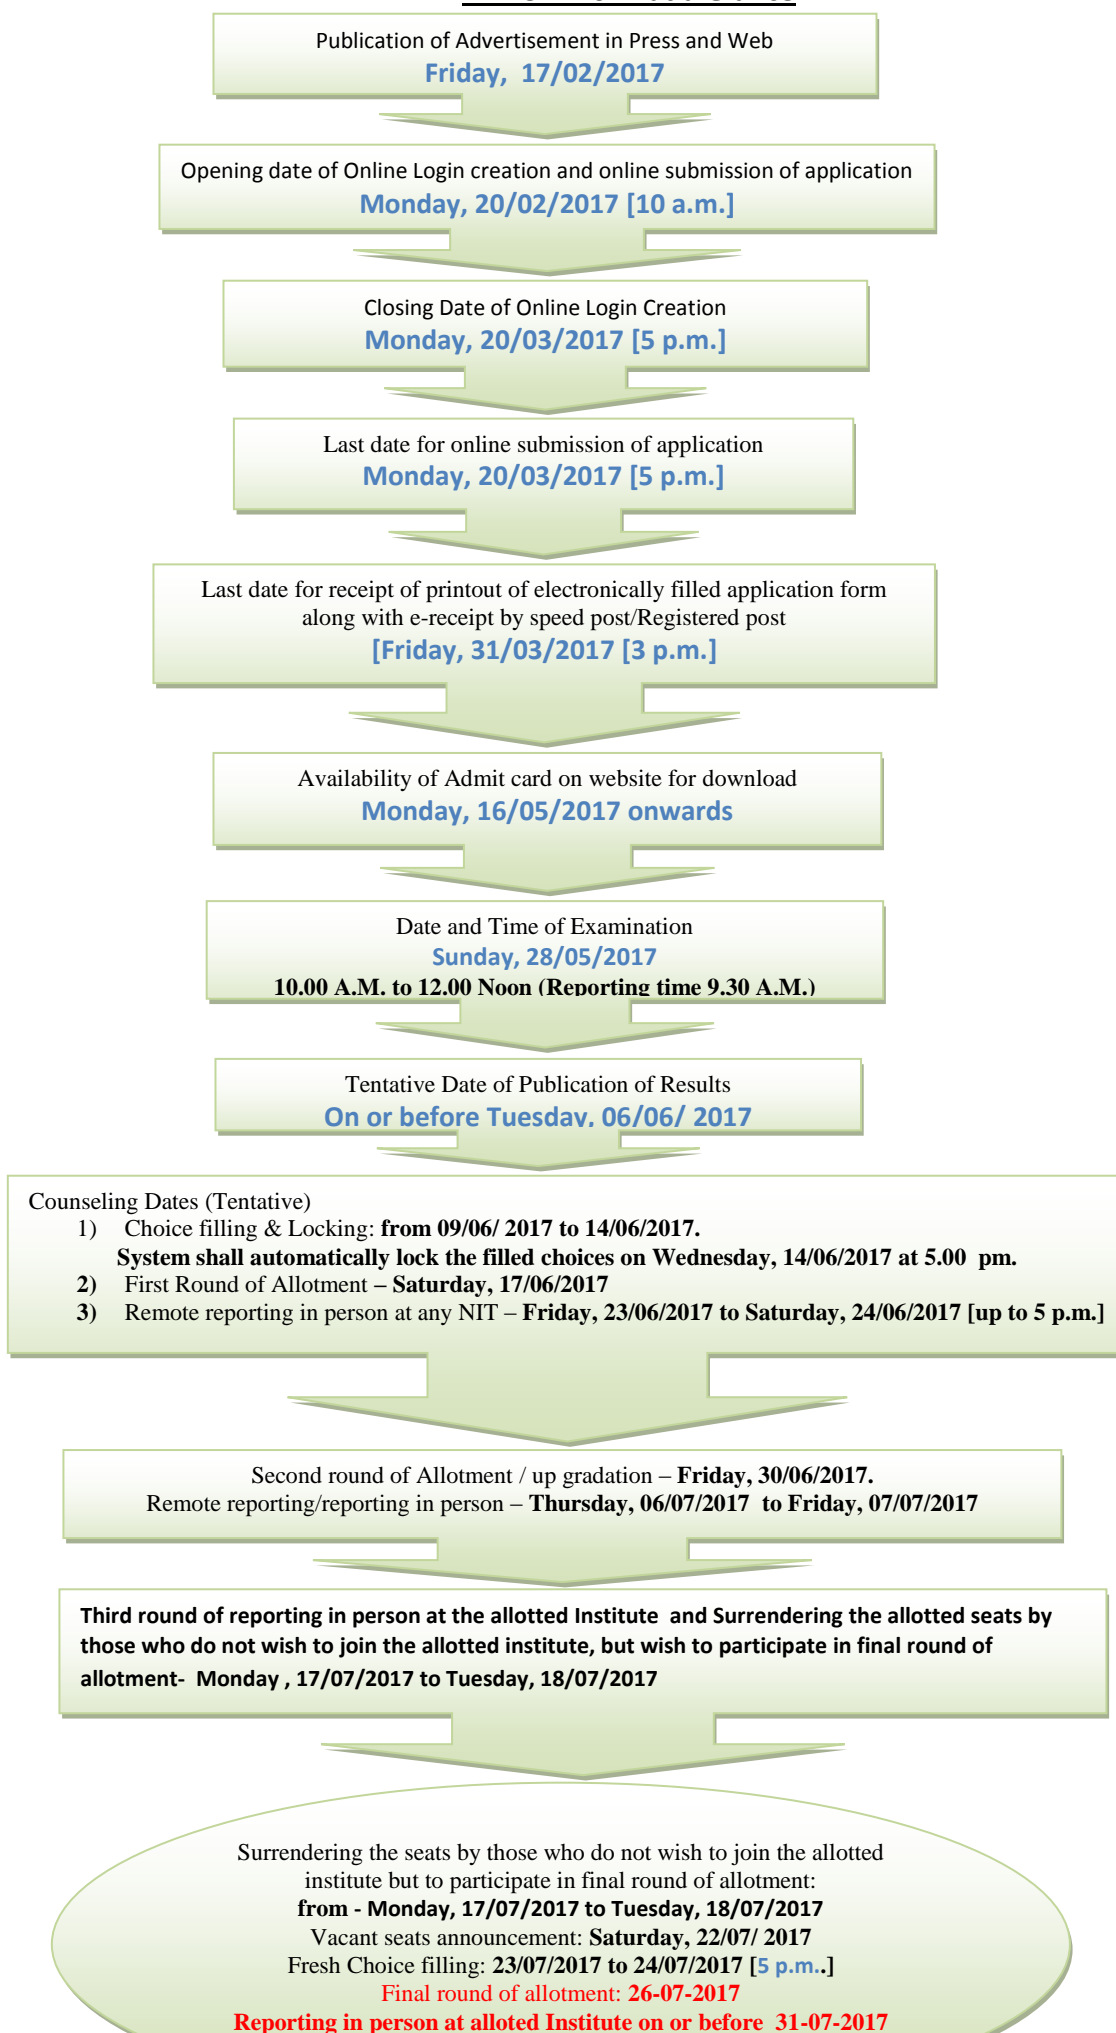 Publication of Advertisement in Press and Web
Friday, 17/02/2017
Opening date of Online Login creation and online submission of application
Monday, 20/02/2017 [10 a.m.]
Closing Date of Online Login Creation
Monday, 20/03/2017 [5 p.m.]
Last date for online submission of application
Monday, 20/03/2017 [5 p.m.]
Last date for receipt of printout of electronically filled application form
along with e-receipt by speed post/Registered post
[Friday, 31/03/2017 [3 p.m.]
Availability of Admit card on website for download
Monday, 16/05/2017 onwards
Date and Time of Examination
Sunday, 28/05/2017
10.00 A.M. to 12.00 Noon (Reporting time 9.30 A.M.)
Tentative Date of Publication of Results
On or before Tuesday, 06/06/ 2017
Counseling Dates (Tentative)
1) Choice filling & Locking: from 09/06/ 2017 to 14/06/2017.
System shall automatically lock the filled choices on Wednesday, 14/06/2017 at 5.00 pm.
2) First Round of Allotment – Saturday, 17/06/2017
3) Remote reporting in person at any NIT – Friday, 23/06/2017 to Saturday, 24/06/2017 [up to 5 p.m.]
Second round of Allotment / up gradation – Friday, 30/06/2017.
Remote reporting/reporting in person – Thursday, 06/07/2017 to Friday, 07/07/2017
Third round of reporting in person at the allotted Institute and Surrendering the allotted seats by
those who do not wish to join the allotted institute, but wish to participate in final round of
allotment- Monday , 17/07/2017 to Tuesday, 18/07/2017
Surrendering the seats by those who do not wish to join the allotted
institute but to participate in final round of allotment:
from - Monday, 17/07/2017 to Tuesday, 18/07/2017
Vacant seats announcement: Saturday, 22/07/ 2017
Fresh Choice filling: 23/07/2017 to 24/07/2017 [5 p.m..]
Final round of allotment: 26-07-2017
Reporting in person at alloted Institute on or before 31-07-2017